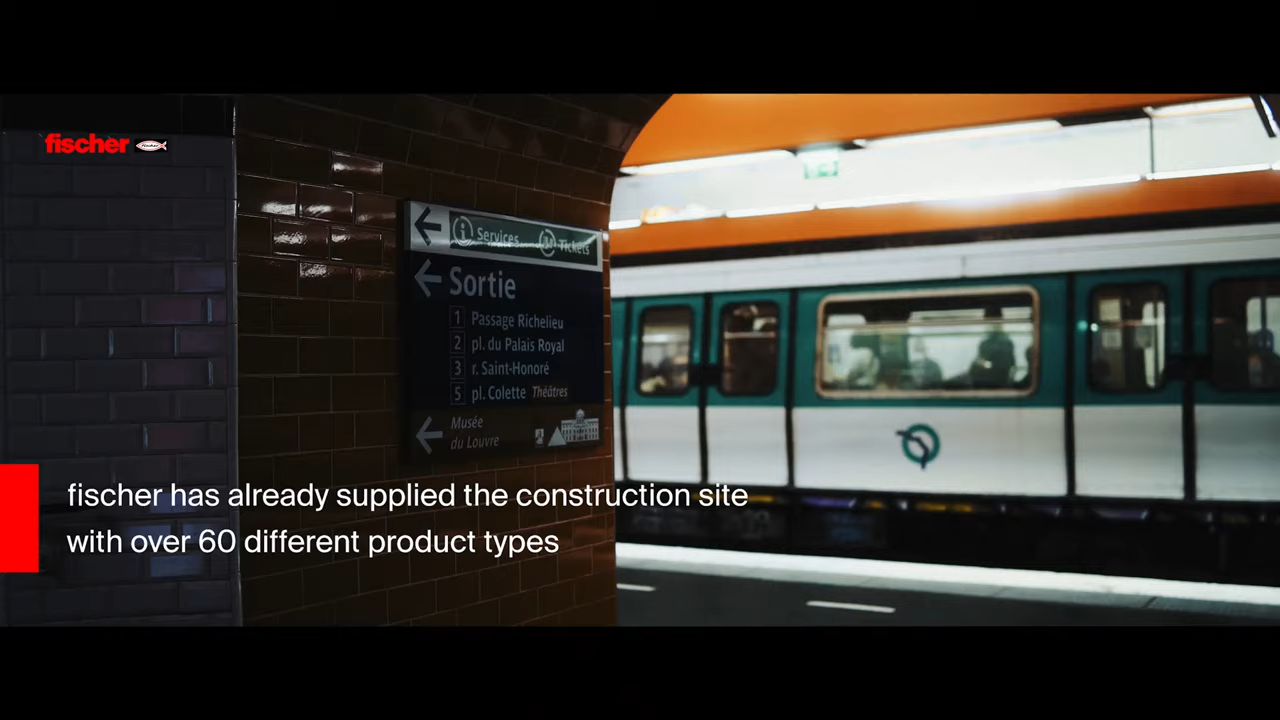 fischer
Services Tickets
Sortie
1 Passage Richelieu
2 pl. du Palais Royal
3 r. Saint-Honoré
5 pl. Colette Théâtres
Musée
du Louvre
fischer has already supplied the construction site
with over 60 different product types